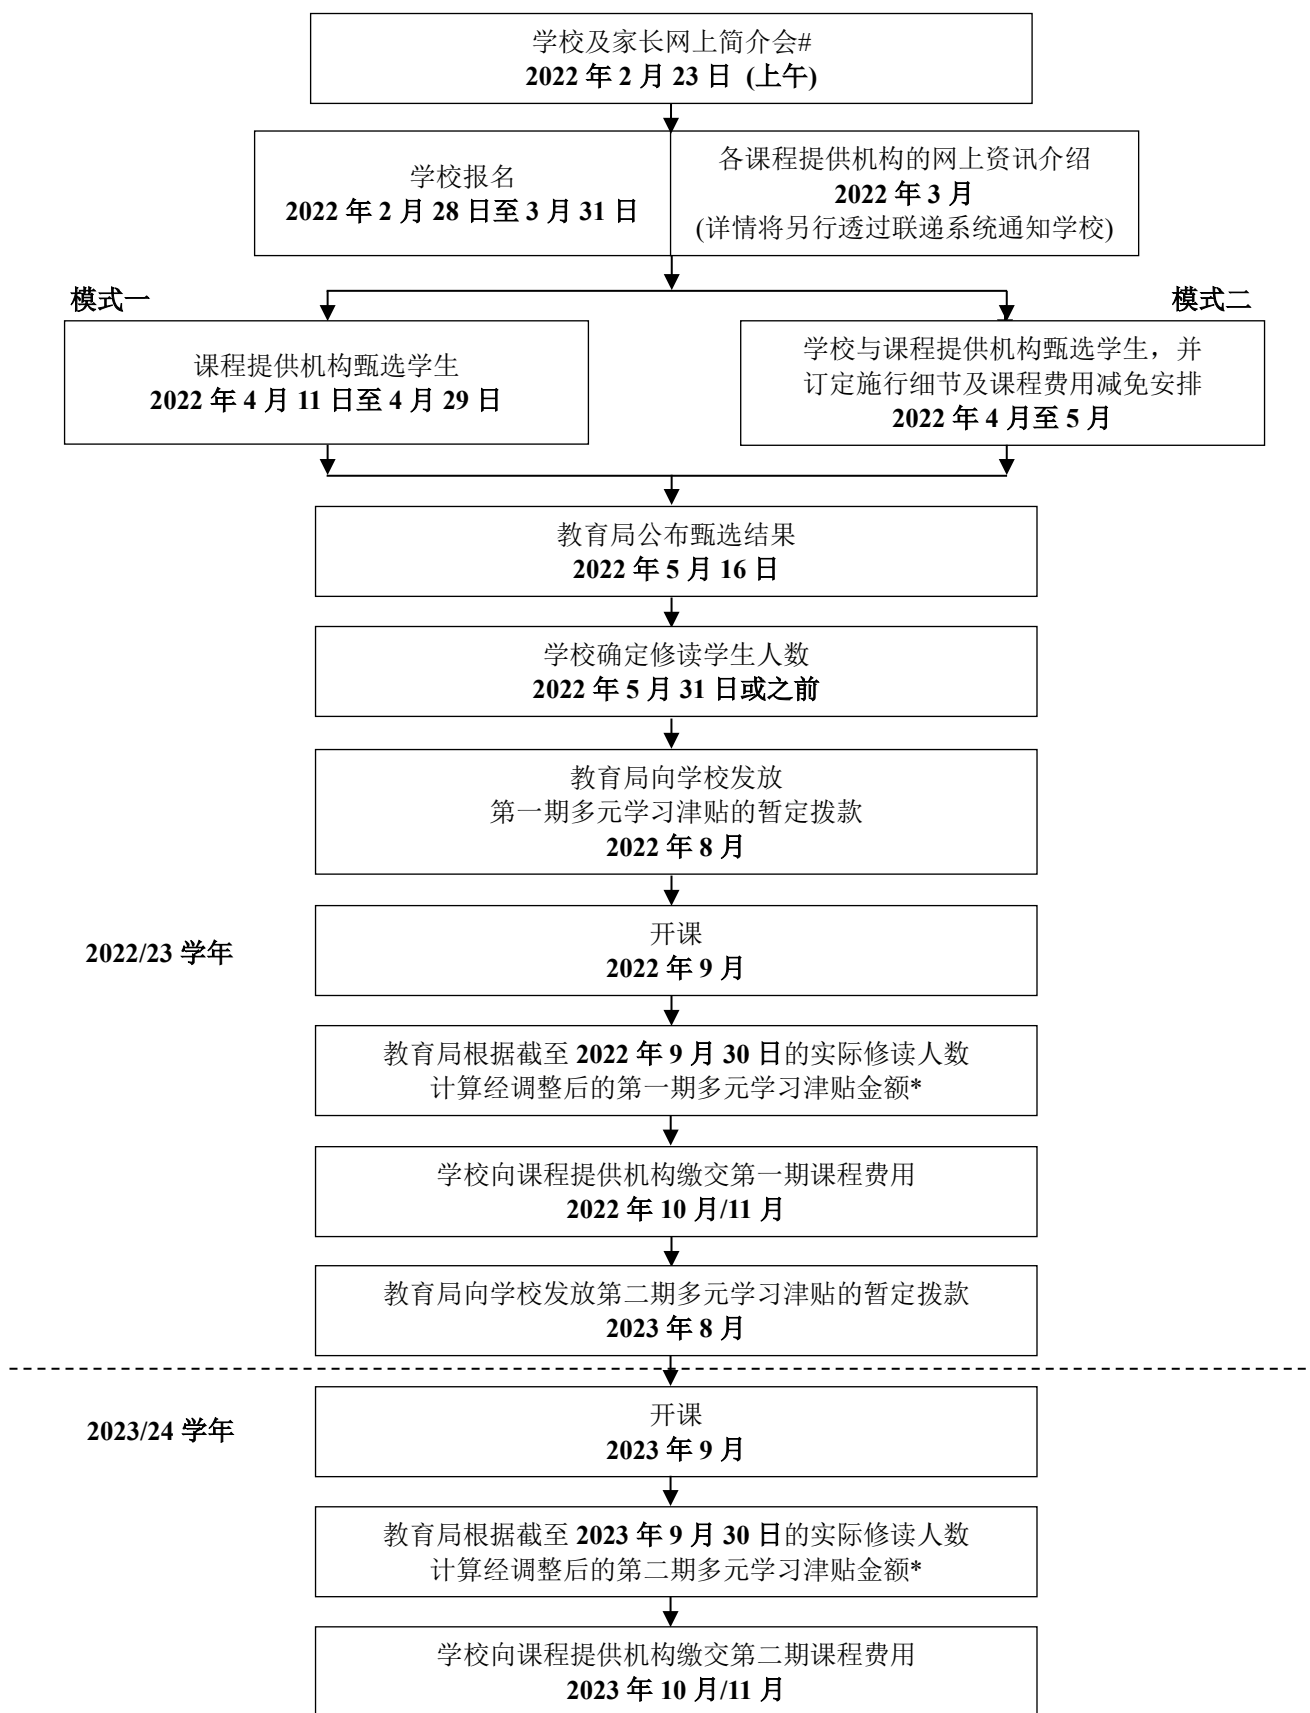 学校及家长网上简介会#
2022 年 2 月 23 日 (上午)
学校报名
2022 年 2 月 28 日至 3 月 31 日
各课程提供机构的网上资讯介绍
2022 年 3 月
(详情将另行透过联递系统通知学校)
模式一
模式二
课程提供机构甄选学生
2022 年 4 月 11 日至 4 月 29 日
学校与课程提供机构甄选学生，并
订定施行细节及课程费用减免安排
2022 年 4 月至 5 月
教育局公布甄选结果
2022 年 5 月 16 日
学校确定修读学生人数
2022 年 5 月 31 日或之前
教育局向学校发放
第一期多元学习津贴的暂定拨款
2022 年 8 月
2022/23 学年
开课
2022 年 9 月
教育局根据截至 2022 年 9 月 30 日的实际修读人数
计算经调整后的第一期多元学习津贴金额*
学校向课程提供机构缴交第一期课程费用
2022 年 10 月/11 月
教育局向学校发放第二期多元学习津贴的暂定拨款
2023 年 8 月
2023/24 学年
开课
2023 年 9 月
教育局根据截至 2023 年 9 月 30 日的实际修读人数
计算经调整后的第二期多元学习津贴金额*
学校向课程提供机构缴交第二期课程费用
2023 年 10 月/11 月